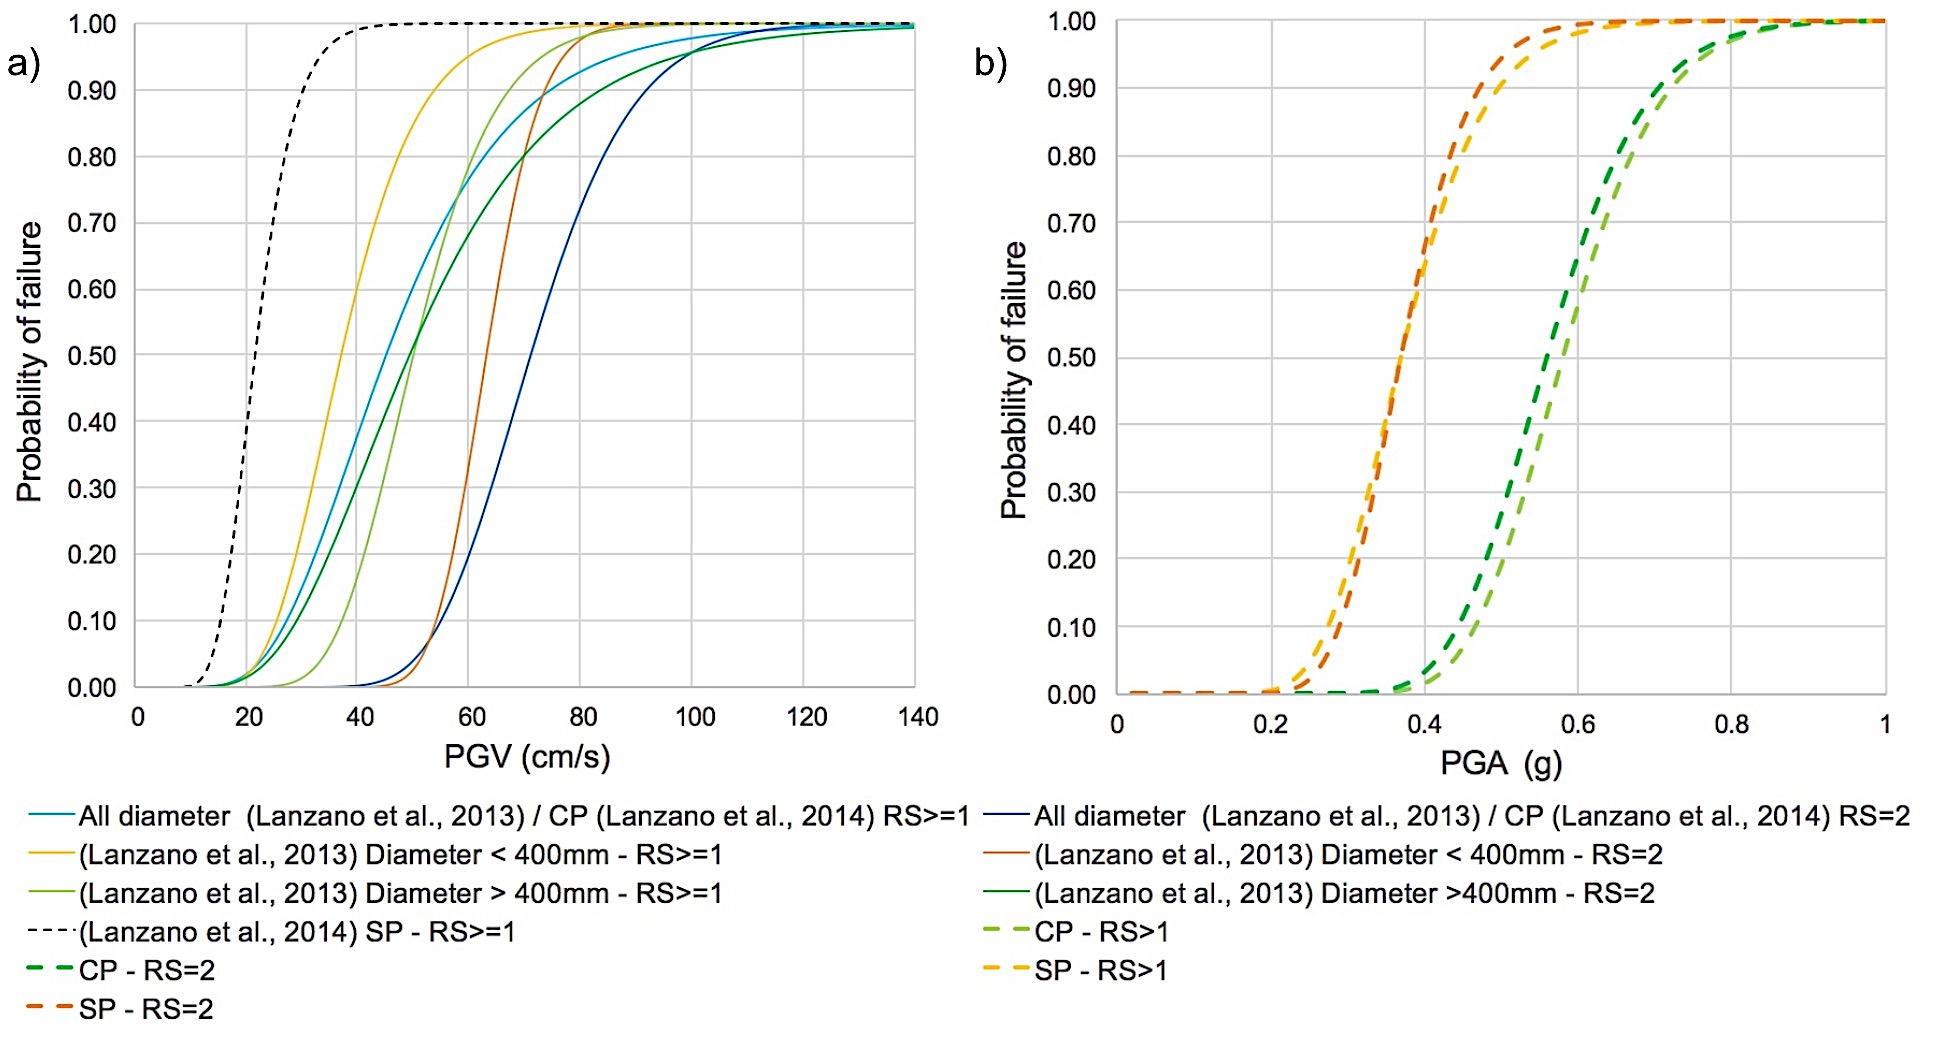 a)
1.00
0.90
0.80
0.70
0.60
0.50
0.40
0.30
0.20
0.10
0.00
Probability of failure
0 20 40 60 80 100 120 140
PGV (cm/s)
b)
1.00
0.90
0.80
0.70
0.60
0.50
0.40
0.30
0.20
0.10
0.00
Probability of failure
0 0.2 0.4 0.6 0.8 1
PGA (g)
All diameter (Lanzano et al., 2013) / CP (Lanzano et al., 2014) RS>=1
(Lanzano et al., 2013) Diameter < 400mm - RS>=1
(Lanzano et al., 2013) Diameter > 400mm - RS>=1
(Lanzano et al., 2014) SP - RS>=1
CP - RS=2
SP - RS=2
All diameter (Lanzano et al., 2013) / CP (Lanzano et al., 2014) RS=2
(Lanzano et al., 2013) Diameter < 400mm - RS=2
(Lanzano et al., 2013) Diameter >400mm - RS=2
CP - RS>1
SP - RS>1